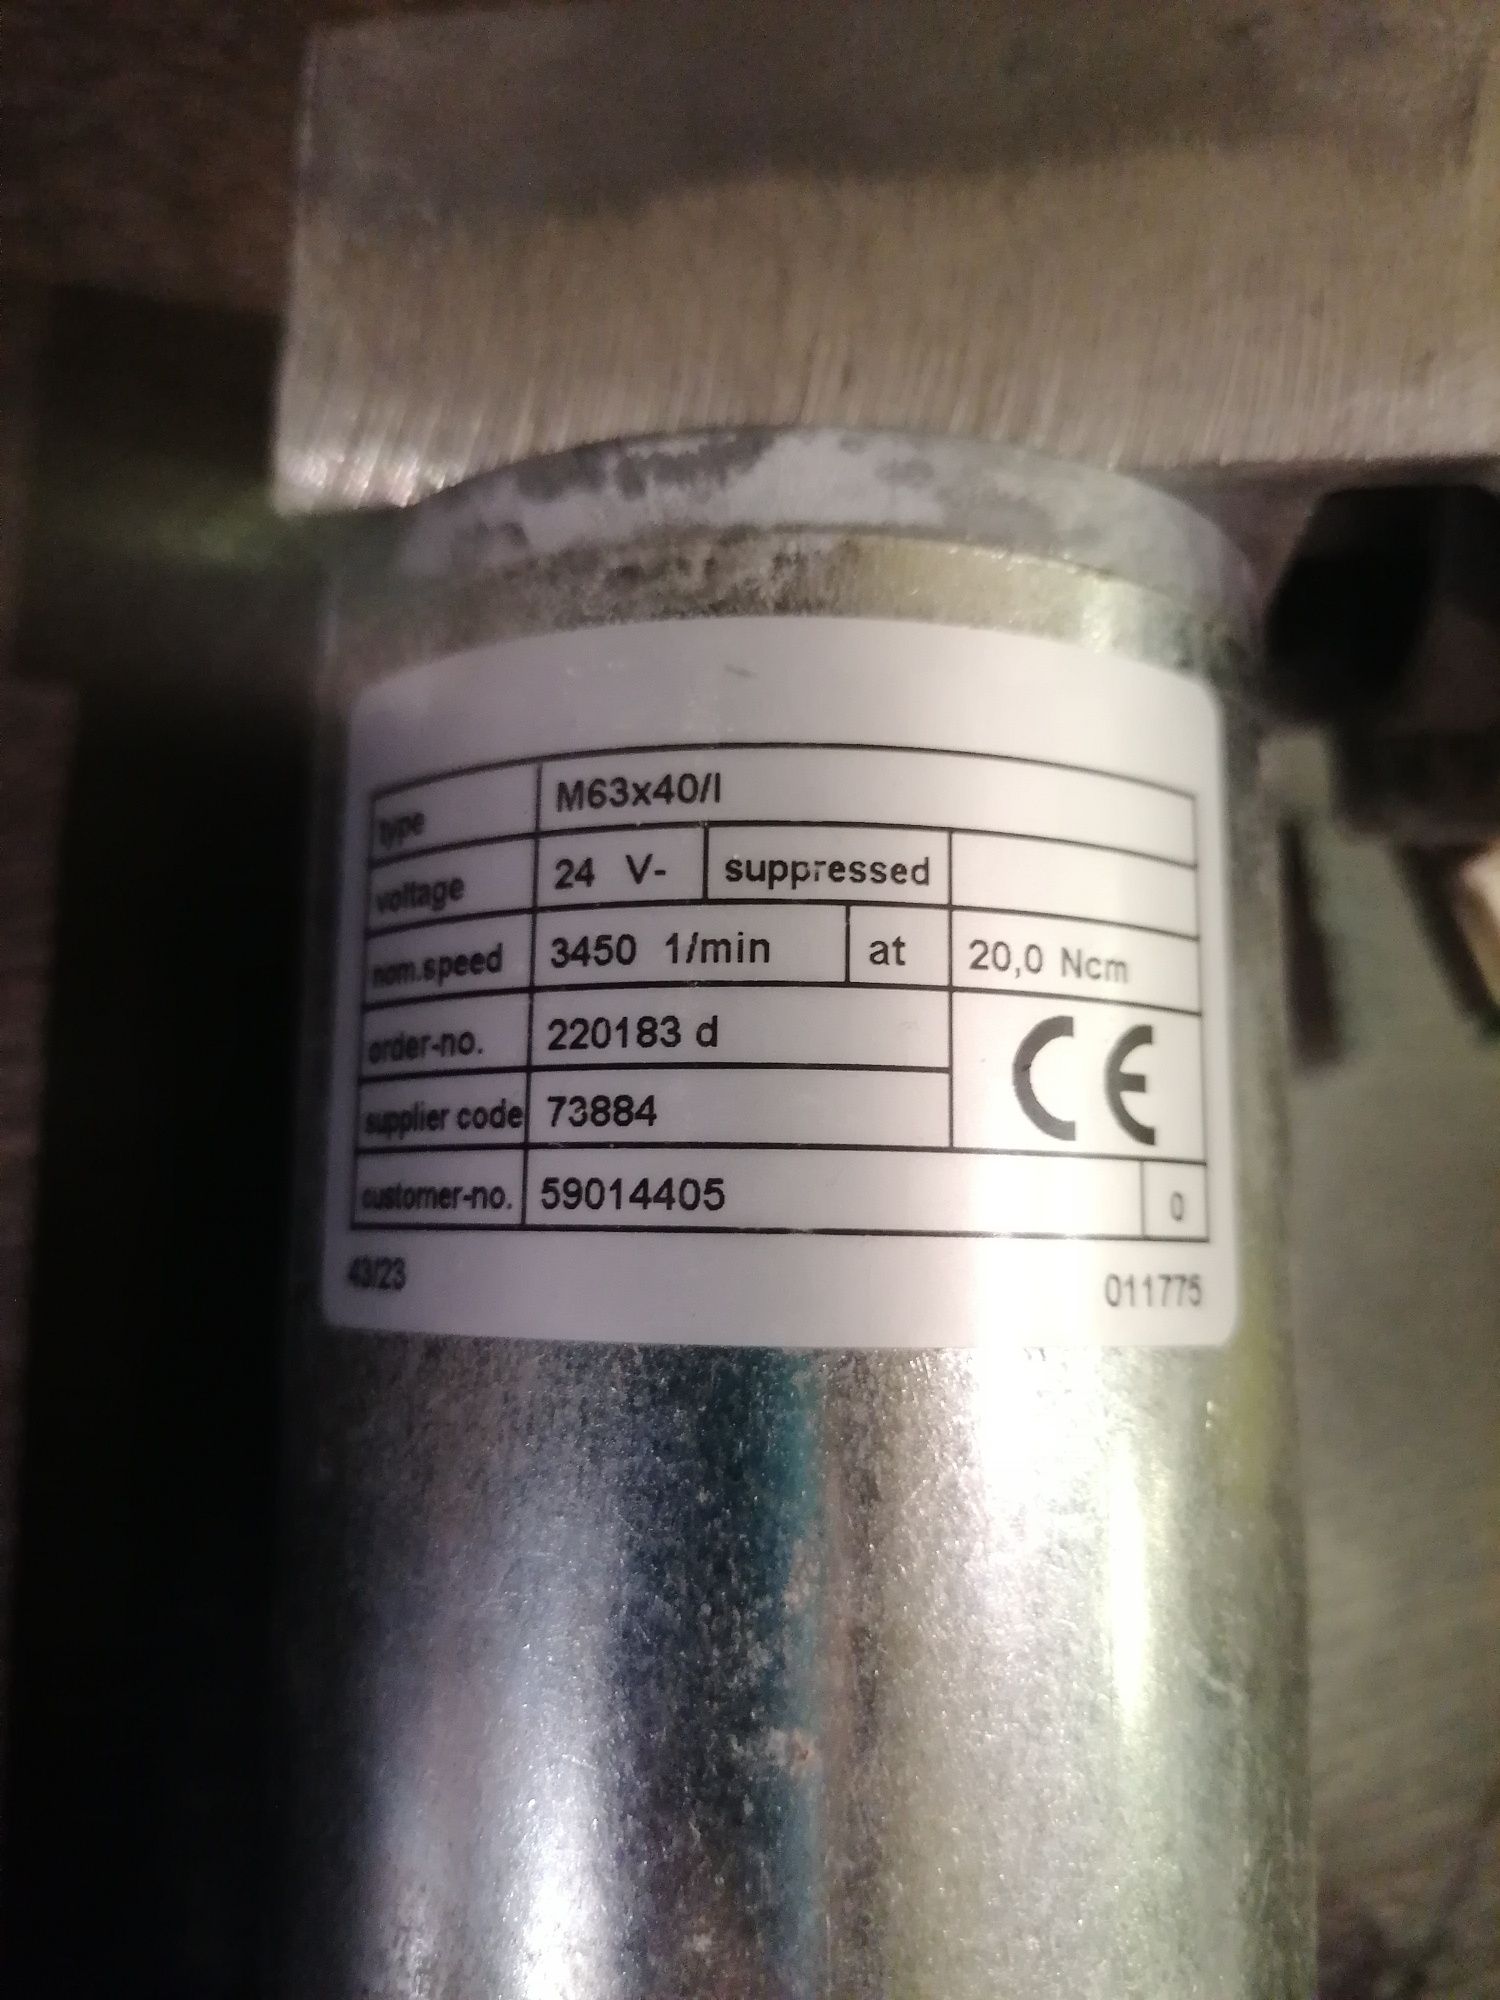 type M63x40/I
voltage 24 V- suppressed
nom.speed 3450 1/min at 20,0 Ncm
order-no. 220183 d
supplier code 73884
CE
customer-no. 59014405 0
43/23 011775